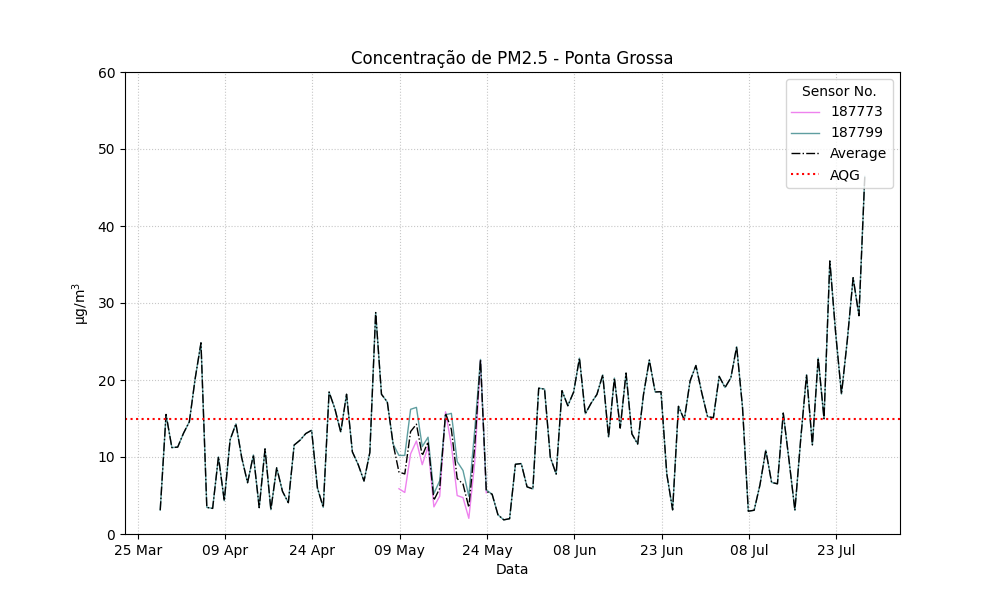 Concentração de PM2.5 - Ponta Grossa
Sensor No.
187773
187799
Average
AQG
60
50
40
30
20
10
0
µg/m³
25 Mar
09 Apr
24 Apr
09 May
24 May
08 Jun
23 Jun
08 Jul
23 Jul
Data